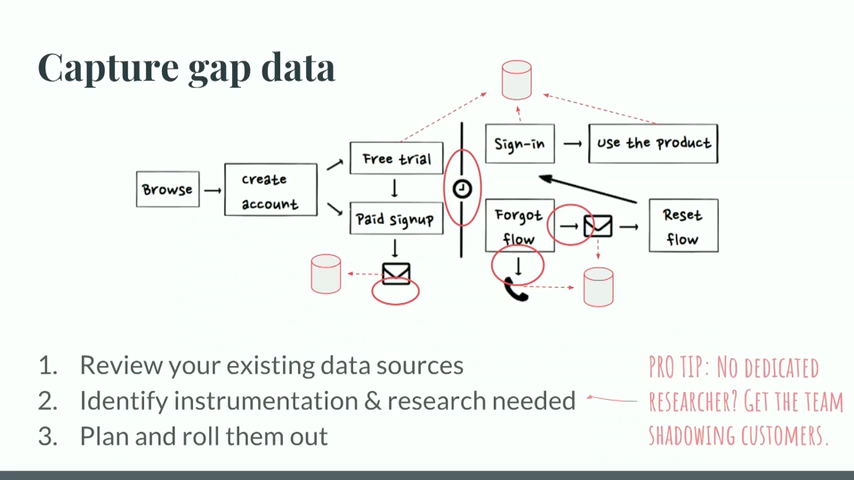 Capture gap data
Browse
create
account
Free trial
Paid signup
Sign-in
use the product
Forgot
flow
Reset
flow
1. Review your existing data sources
2. Identify instrumentation & research needed
3. Plan and roll them out
PRO TIP: NO DEDICATED
RESEARCHER? GET THE TEAM
SHADOWING CUSTOMERS.